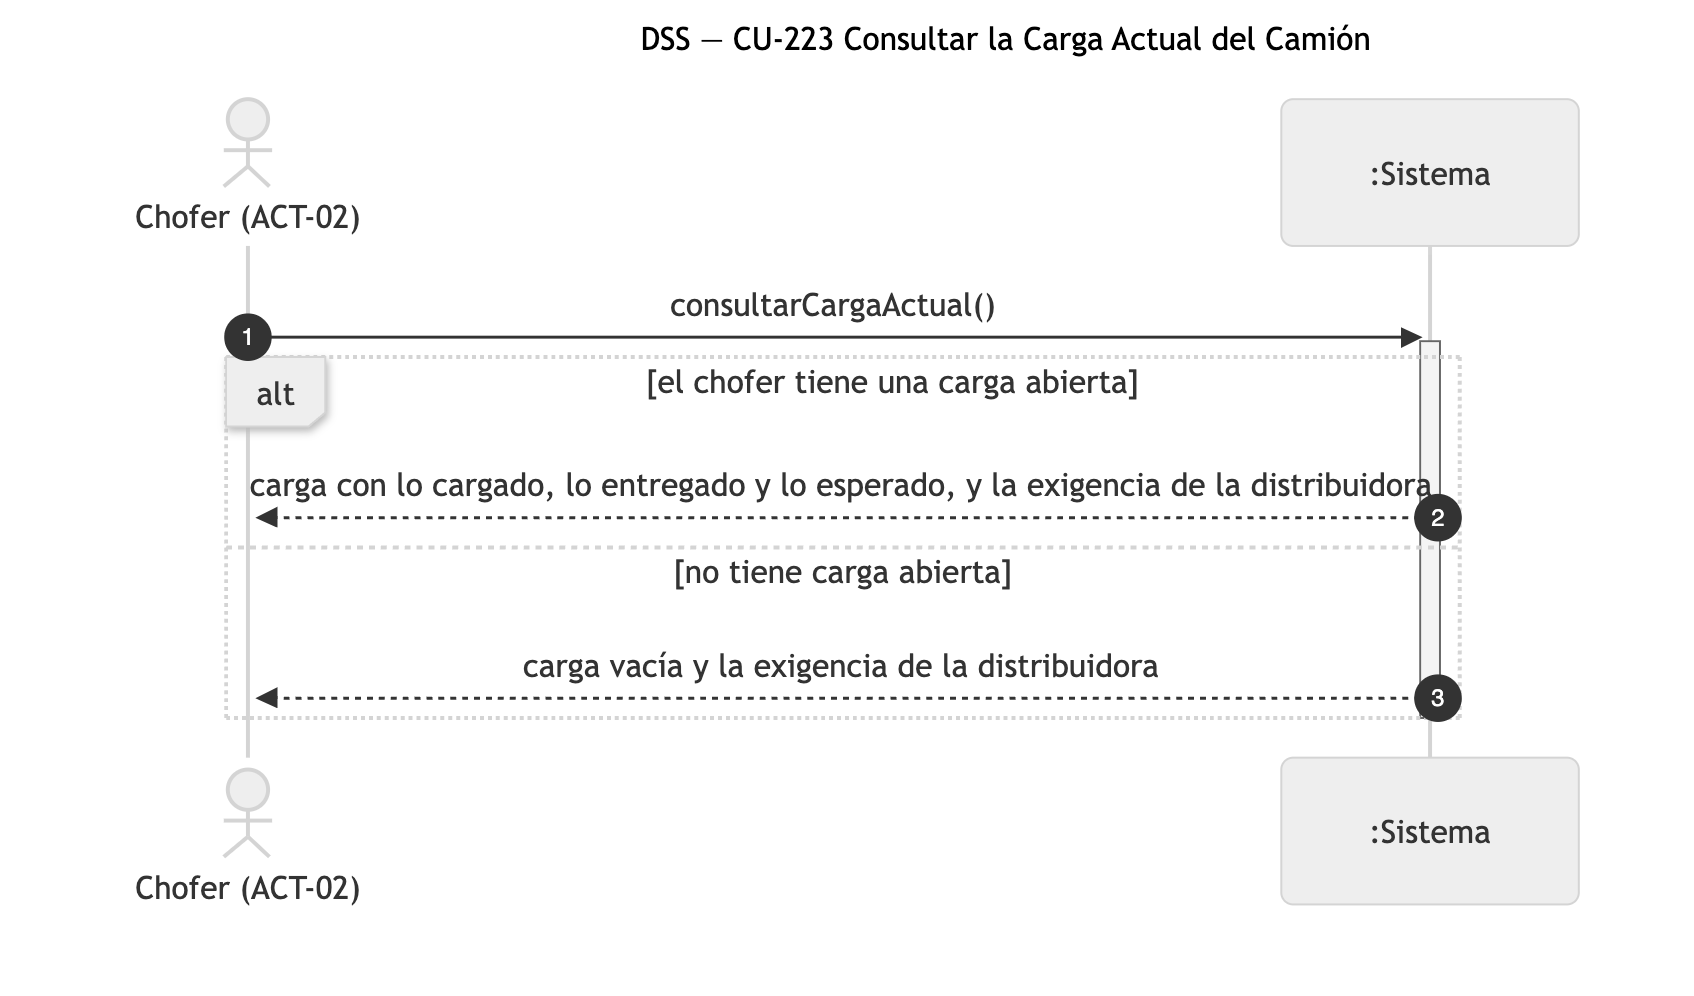 DSS — CU-223 Consultar la Carga Actual del Camión
Chofer (ACT-02)
:Sistema
consultarCargaActual()
1
alt
[el chofer tiene una carga abierta]
carga con lo cargado, lo entregado y lo esperado, y la exigencia de la distribuidora
2
[no tiene carga abierta]
carga vacía y la exigencia de la distribuidora
3
Chofer (ACT-02)
:Sistema